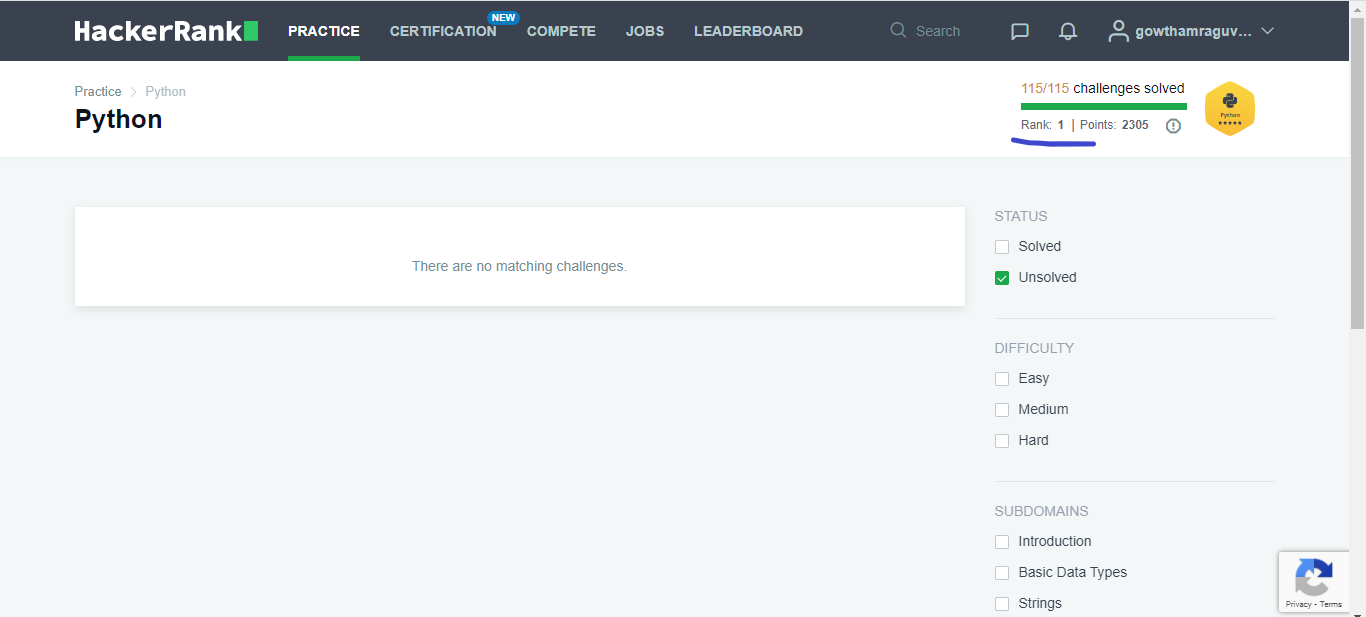 HackerRank PRACTICE CERTIFICATION NEW COMPETE JOBS LEADERBOARD Search gowthamraguv...
Practice > Python
Python
115/115 challenges solved
Rank: 1 | Points: 2305
Python
There are no matching challenges.
STATUS
Solved
Unsolved
DIFFICULTY
Easy
Medium
Hard
SUBDOMAINS
Introduction
Basic Data Types
Strings
Privacy - Terms